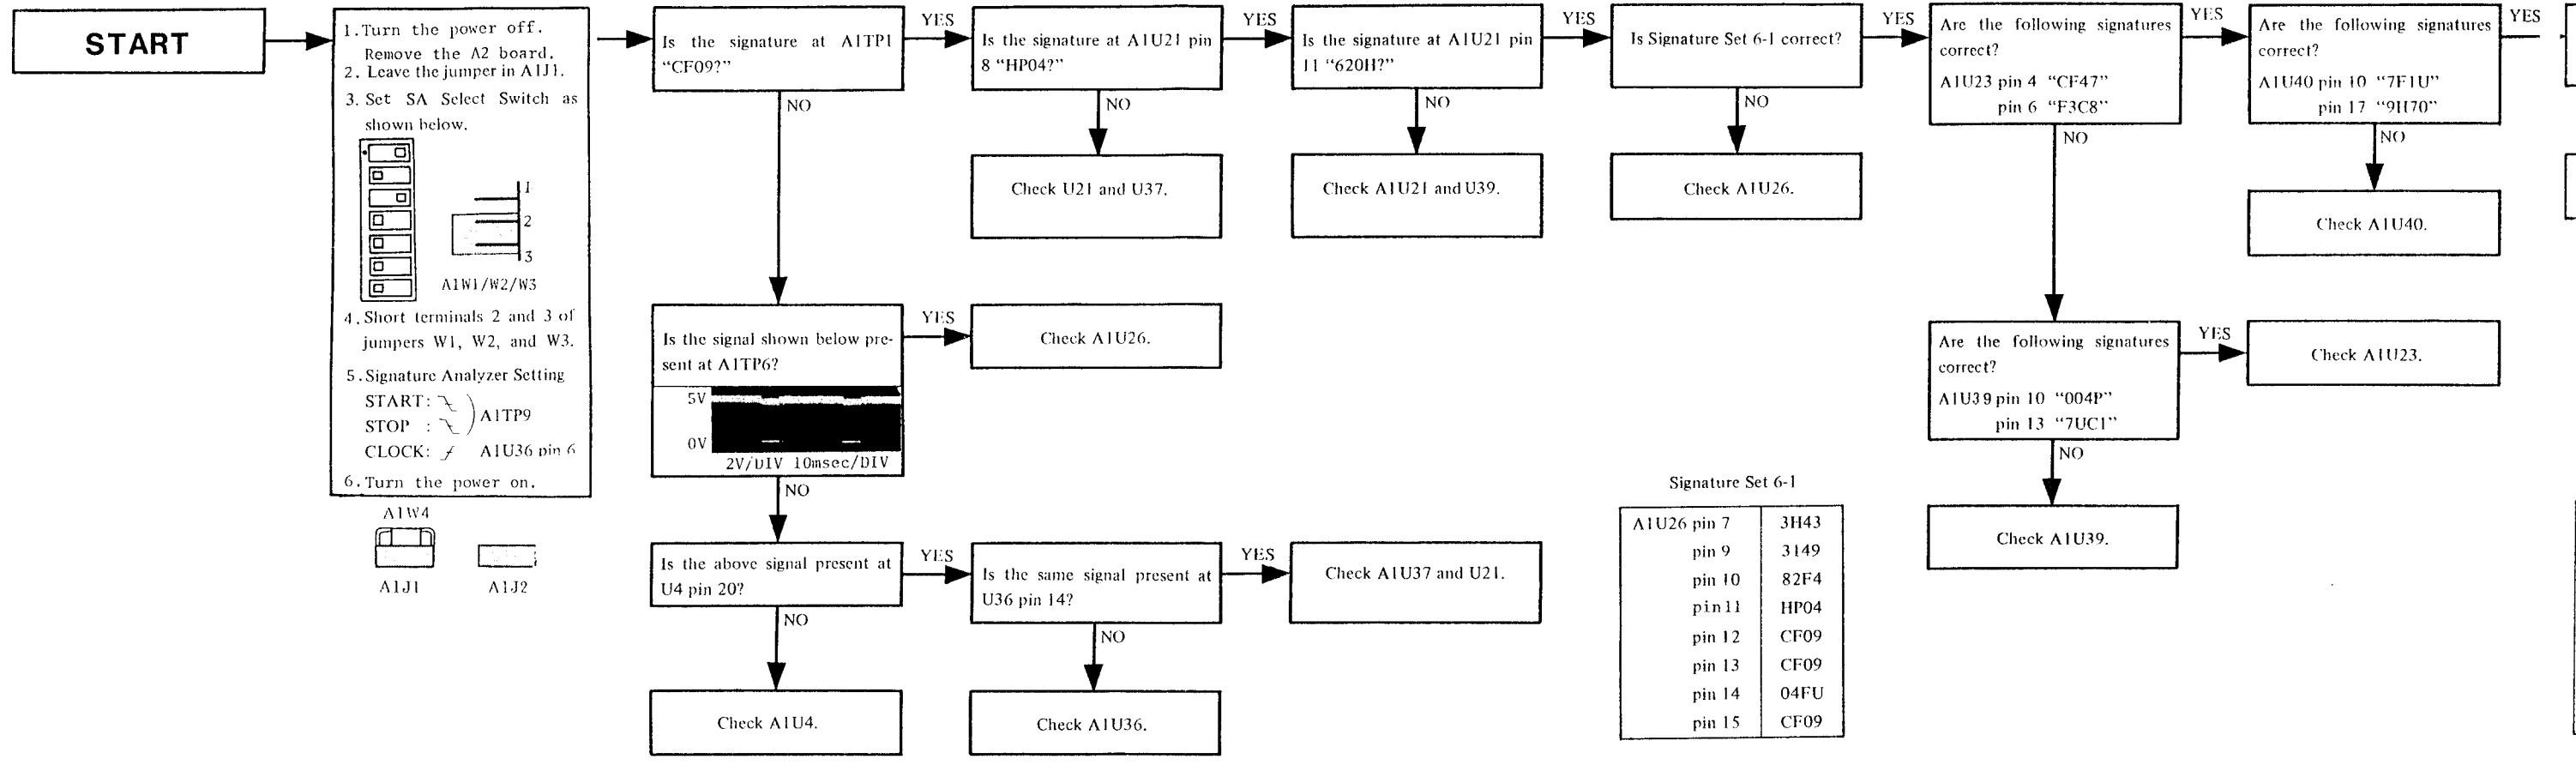 START
1. Turn the power off.
Remove the A2 board.
2. Leave the jumper in A1J1.
3. Set SA Select Switch as
shown below.
1
2
3
A1W1/W2/W3
4. Short terminals 2 and 3 of
jumpers W1, W2, and W3.
5. Signature Analyzer Setting
START:
STOP :
A1TP9
CLOCK: A1U36 pin 6
6. Turn the power on.
A1W4
A1J1
A1J2
Is the signature at A1TP1
“CF09?”
YES
NO
Is the signature at A1U21 pin
8 “HP04?”
YES
NO
Check U21 and U37.
Is the signature at A1U21 pin
11 “620H?”
YES
NO
Check A1U21 and U39.
Is Signature Set 6-1 correct?
YES
NO
Check A1U26.
Are the following signatures
correct?
A1U23 pin 4 “CF47”
pin 6 “F3C8”
YES
NO
Are the following signatures
correct?
A1U40 pin 10 “7F1U”
pin 17 “9H70”
YES
NO
Check A1U40.
Is the signal shown below pre-
sent at A1TP6?
5V
0V
2V/DIV 10msec/DIV
YES
Check A1U26.
NO
Is the above signal present at
U4 pin 20?
YES
NO
Check A1U4.
Is the same signal present at
U36 pin 14?
YES
NO
Check A1U36.
Check A1U37 and U21.
Are the following signatures
correct?
A1U39 pin 10 “004P”
pin 13 “7UC1”
YES
Check A1U23.
NO
Check A1U39.
Signature Set 6-1
A1U26 pin 7 3H43
pin 9 3149
pin 10 82F4
pin 11 HP04
pin 12 CF09
pin 13 CF09
pin 14 04FU
pin 15 CF09